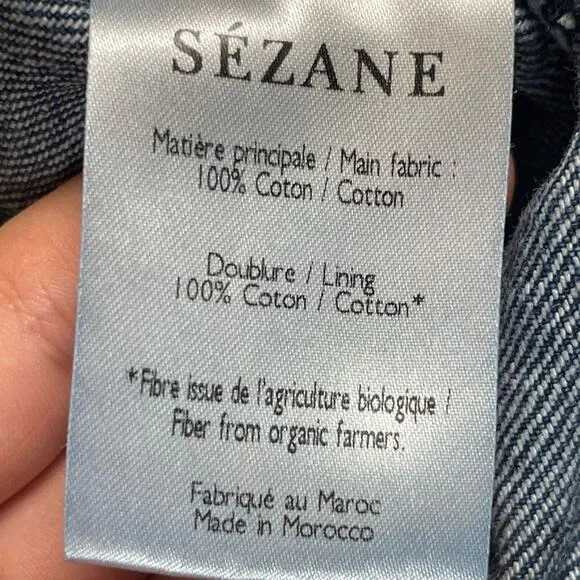 SÉZANE
Matière principale / Main fabric :
100% Coton / Cotton
Doublure / Lining
100% Coton / Cotton*
*Fibre issue de l'agriculture biologique /
Fiber from organic farmers.
Fabriqué au Maroc
Made in Morocco